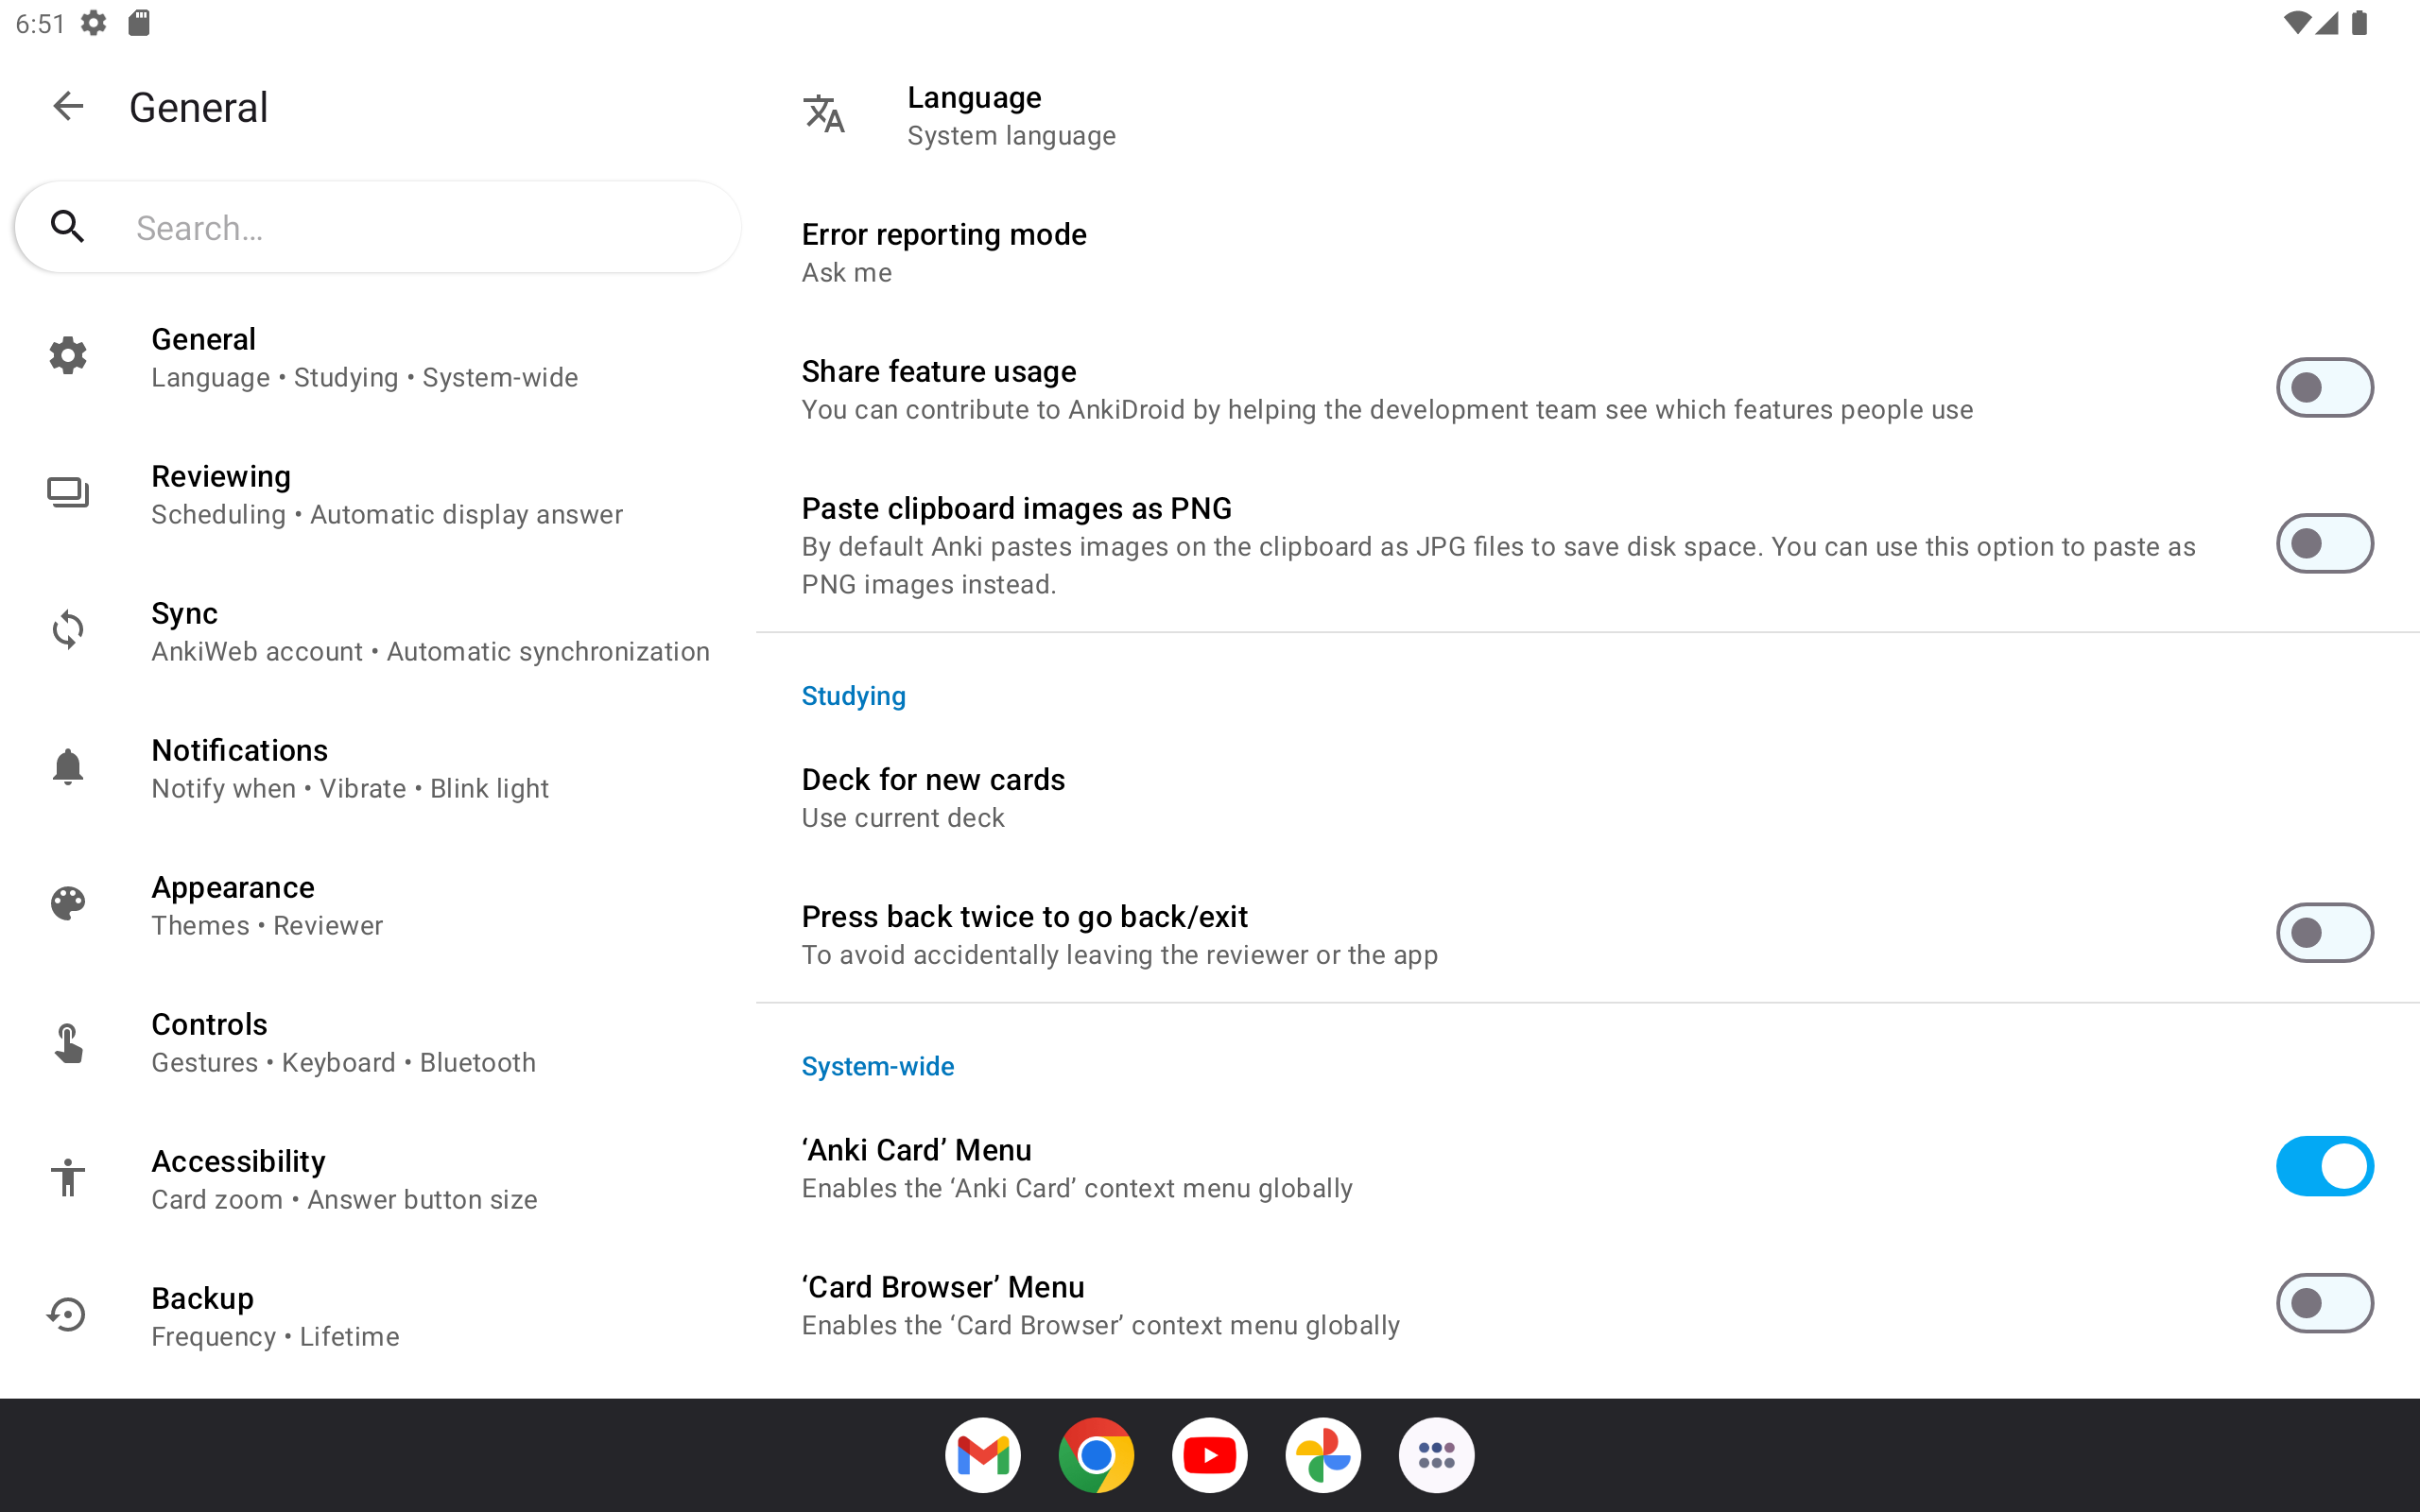 6:51
General
Search...
General
Language • Studying • System-wide
Reviewing
Scheduling • Automatic display answer
Sync
AnkiWeb account • Automatic synchronization
Notifications
Notify when • Vibrate • Blink light
Appearance
Themes • Reviewer
Controls
Gestures • Keyboard • Bluetooth
Accessibility
Card zoom • Answer button size
Backup
Frequency • Lifetime
Language
System language
Error reporting mode
Ask me
Share feature usage
You can contribute to AnkiDroid by helping the development team see which features people use
Paste clipboard images as PNG
By default Anki pastes images on the clipboard as JPG files to save disk space. You can use this option to paste as
PNG images instead.
Studying
Deck for new cards
Use current deck
Press back twice to go back/exit
To avoid accidentally leaving the reviewer or the app
System-wide
‘Anki Card’ Menu
Enables the ‘Anki Card’ context menu globally
‘Card Browser’ Menu
Enables the ‘Card Browser’ context menu globally